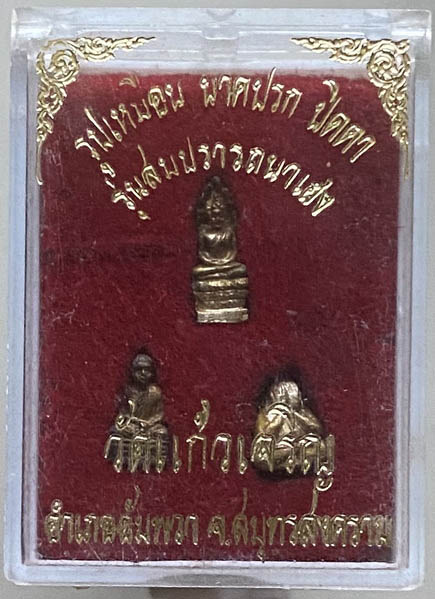 รูปเหมือน นาคปรก ปิดตา
รุ่นสมปรารถนาเฮง
วัดแก้วเจริญ
อำเภออัมพวา จ.สมุทรสงคราม